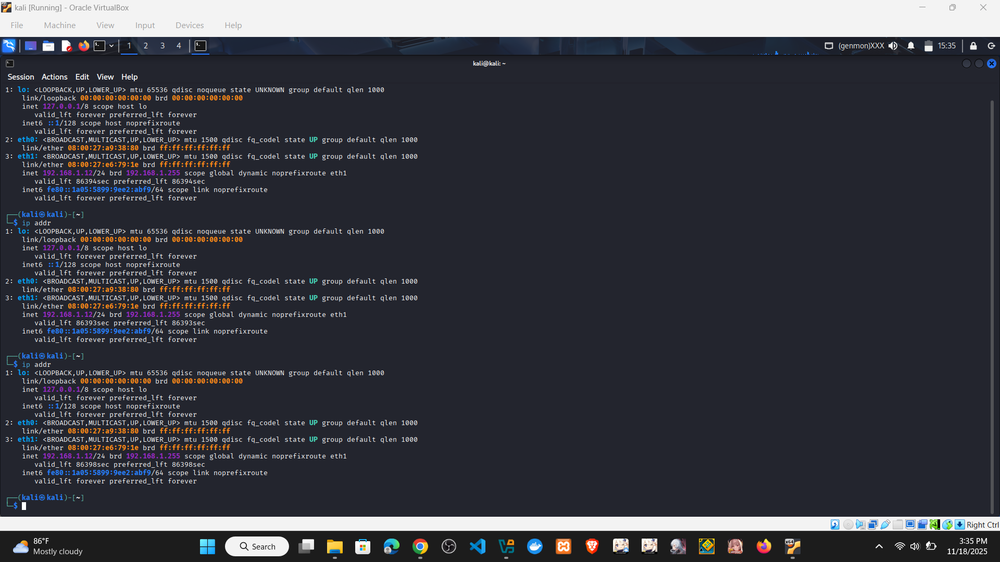 kali [Running] - Oracle VirtualBox
File Machine View Input Devices Help
1 2 3 4 (genmon)XXX 15:35
kali@kali: ~
Session Actions Edit View Help
1: lo: <LOOPBACK,UP,LOWER_UP> mtu 65536 qdisc noqueue state UNKNOWN group default qlen 1000
link/loopback 00:00:00:00:00:00 brd 00:00:00:00:00:00
inet 127.0.0.1/8 scope host lo
valid_lft forever preferred_lft forever
inet6 ::1/128 scope host noprefixroute
valid_lft forever preferred_lft forever
2: eth0: <BROADCAST,MULTICAST,UP,LOWER_UP> mtu 1500 qdisc fq_codel state UP group default qlen 1000
link/ether 08:00:27:a9:38:80 brd ff:ff:ff:ff:ff:ff
3: eth1: <BROADCAST,MULTICAST,UP,LOWER_UP> mtu 1500 qdisc fq_codel state UP group default qlen 1000
link/ether 08:00:27:e6:79:1e brd ff:ff:ff:ff:ff:ff
inet 192.168.1.12/24 brd 192.168.1.255 scope global dynamic noprefixroute eth1
valid_lft 86394sec preferred_lft 86394sec
inet6 fe80::1a05:5899:9ee2:abf9/64 scope link noprefixroute
valid_lft forever preferred_lft forever
┌──(kali㉿kali)-[~]
└─$ ip addr
1: lo: <LOOPBACK,UP,LOWER_UP> mtu 65536 qdisc noqueue state UNKNOWN group default qlen 1000
link/loopback 00:00:00:00:00:00 brd 00:00:00:00:00:00
inet 127.0.0.1/8 scope host lo
valid_lft forever preferred_lft forever
inet6 ::1/128 scope host noprefixroute
valid_lft forever preferred_lft forever
2: eth0: <BROADCAST,MULTICAST,UP,LOWER_UP> mtu 1500 qdisc fq_codel state UP group default qlen 1000
link/ether 08:00:27:a9:38:80 brd ff:ff:ff:ff:ff:ff
3: eth1: <BROADCAST,MULTICAST,UP,LOWER_UP> mtu 1500 qdisc fq_codel state UP group default qlen 1000
link/ether 08:00:27:e6:79:1e brd ff:ff:ff:ff:ff:ff
inet 192.168.1.12/24 brd 192.168.1.255 scope global dynamic noprefixroute eth1
valid_lft 86393sec preferred_lft 86393sec
inet6 fe80::1a05:5899:9ee2:abf9/64 scope link noprefixroute
valid_lft forever preferred_lft forever
┌──(kali㉿kali)-[~]
└─$ ip addr
1: lo: <LOOPBACK,UP,LOWER_UP> mtu 65536 qdisc noqueue state UNKNOWN group default qlen 1000
link/loopback 00:00:00:00:00:00 brd 00:00:00:00:00:00
inet 127.0.0.1/8 scope host lo
valid_lft forever preferred_lft forever
inet6 ::1/128 scope host noprefixroute
valid_lft forever preferred_lft forever
2: eth0: <BROADCAST,MULTICAST,UP,LOWER_UP> mtu 1500 qdisc fq_codel state UP group default qlen 1000
link/ether 08:00:27:a9:38:80 brd ff:ff:ff:ff:ff:ff
3: eth1: <BROADCAST,MULTICAST,UP,LOWER_UP> mtu 1500 qdisc fq_codel state UP group default qlen 1000
link/ether 08:00:27:e6:79:1e brd ff:ff:ff:ff:ff:ff
inet 192.168.1.12/24 brd 192.168.1.255 scope global dynamic noprefixroute eth1
valid_lft 86398sec preferred_lft 86398sec
inet6 fe80::1a05:5899:9ee2:abf9/64 scope link noprefixroute
valid_lft forever preferred_lft forever
┌──(kali㉿kali)-[~]
└─$
Right Ctrl
86°F
Mostly cloudy
Search
3:35 PM
11/18/2025